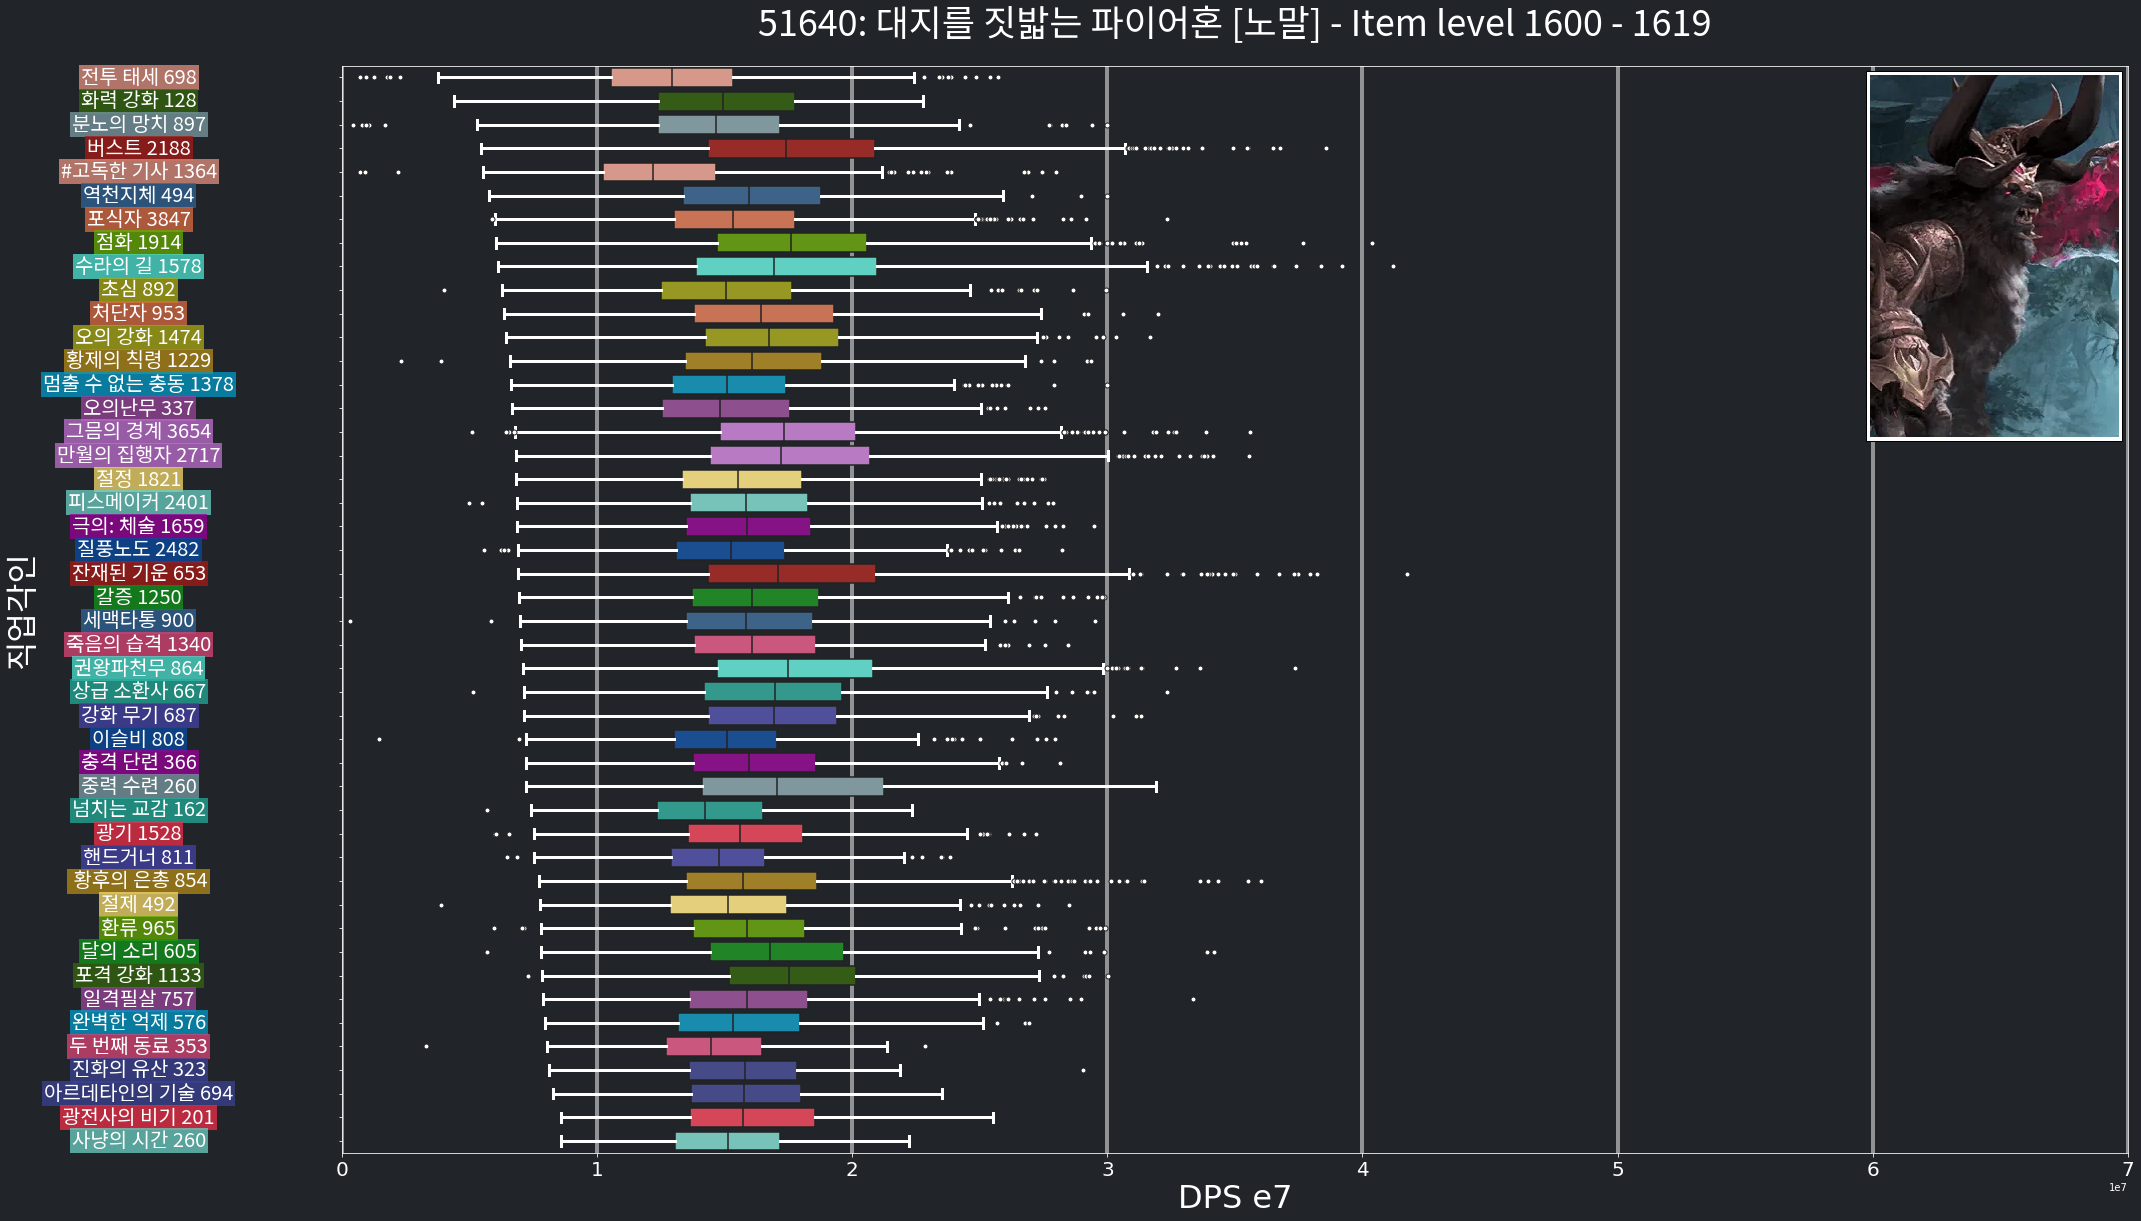 51640: 대지를 짓밟는 파이어혼 [노말] - Item level 1600 - 1619
직업각인
전투 태세 698
화력 강화 128
분노의 망치 897
버스트 2188
#고독한 기사 1364
역천지체 494
포식자 3847
점화 1914
수라의 길 1578
초심 892
처단자 953
오의 강화 1474
황제의 칙령 1229
멈출 수 없는 충동 1378
오의난무 337
그믐의 경계 3654
만월의 집행자 2717
절정 1821
피스메이커 2401
극의: 체술 1659
질풍노도 2482
잔재된 기운 653
갈증 1250
세맥타통 900
죽음의 습격 1340
권왕파천무 864
상급 소환사 667
강화 무기 687
이슬비 808
충격 단련 366
중력 수련 260
넘치는 교감 162
광기 1528
핸드거너 811
황후의 은총 854
절제 492
환류 965
달의 소리 605
포격 강화 1133
일격필살 757
완벽한 억제 576
두 번째 동료 353
진화의 유산 323
아르데타인의 기술 694
광전사의 비기 201
사냥의 시간 260
0 1 2 3 4 5 6 7
DPS e7
1e7